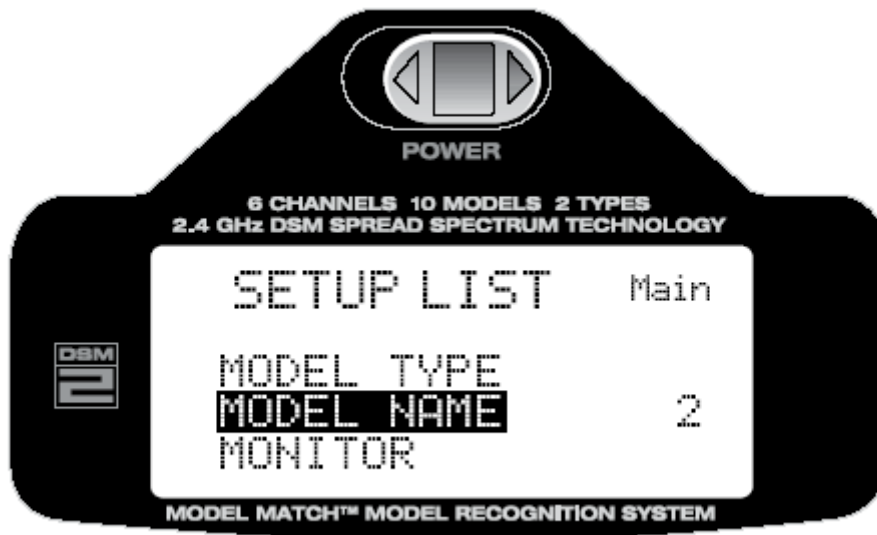 POWER
6 CHANNELS 10 MODELS 2 TYPES
2.4 GHz DSM SPREAD SPECTRUM TECHNOLOGY
SETUP LIST Main
DSM
2
MODEL TYPE
MODEL NAME 2
MONITOR
MODEL MATCH™ MODEL RECOGNITION SYSTEM